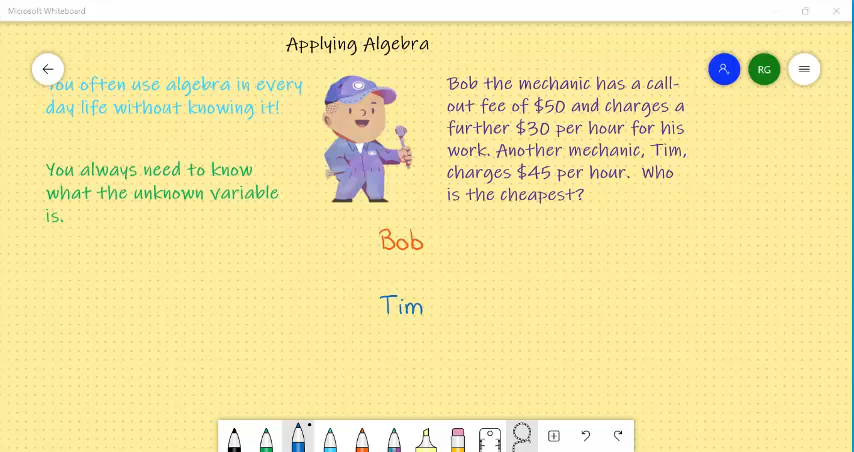 Microsoft Whiteboard
Applying Algebra
You often use algebra in every
day life without knowing it!
You always need to know
what the unknown variable
is.
Bob the mechanic has a call-
out fee of $50 and charges a
further $30 per hour for his
work. Another mechanic, Tim,
charges $45 per hour. Who
is the cheapest?
RG
Bob
Tim